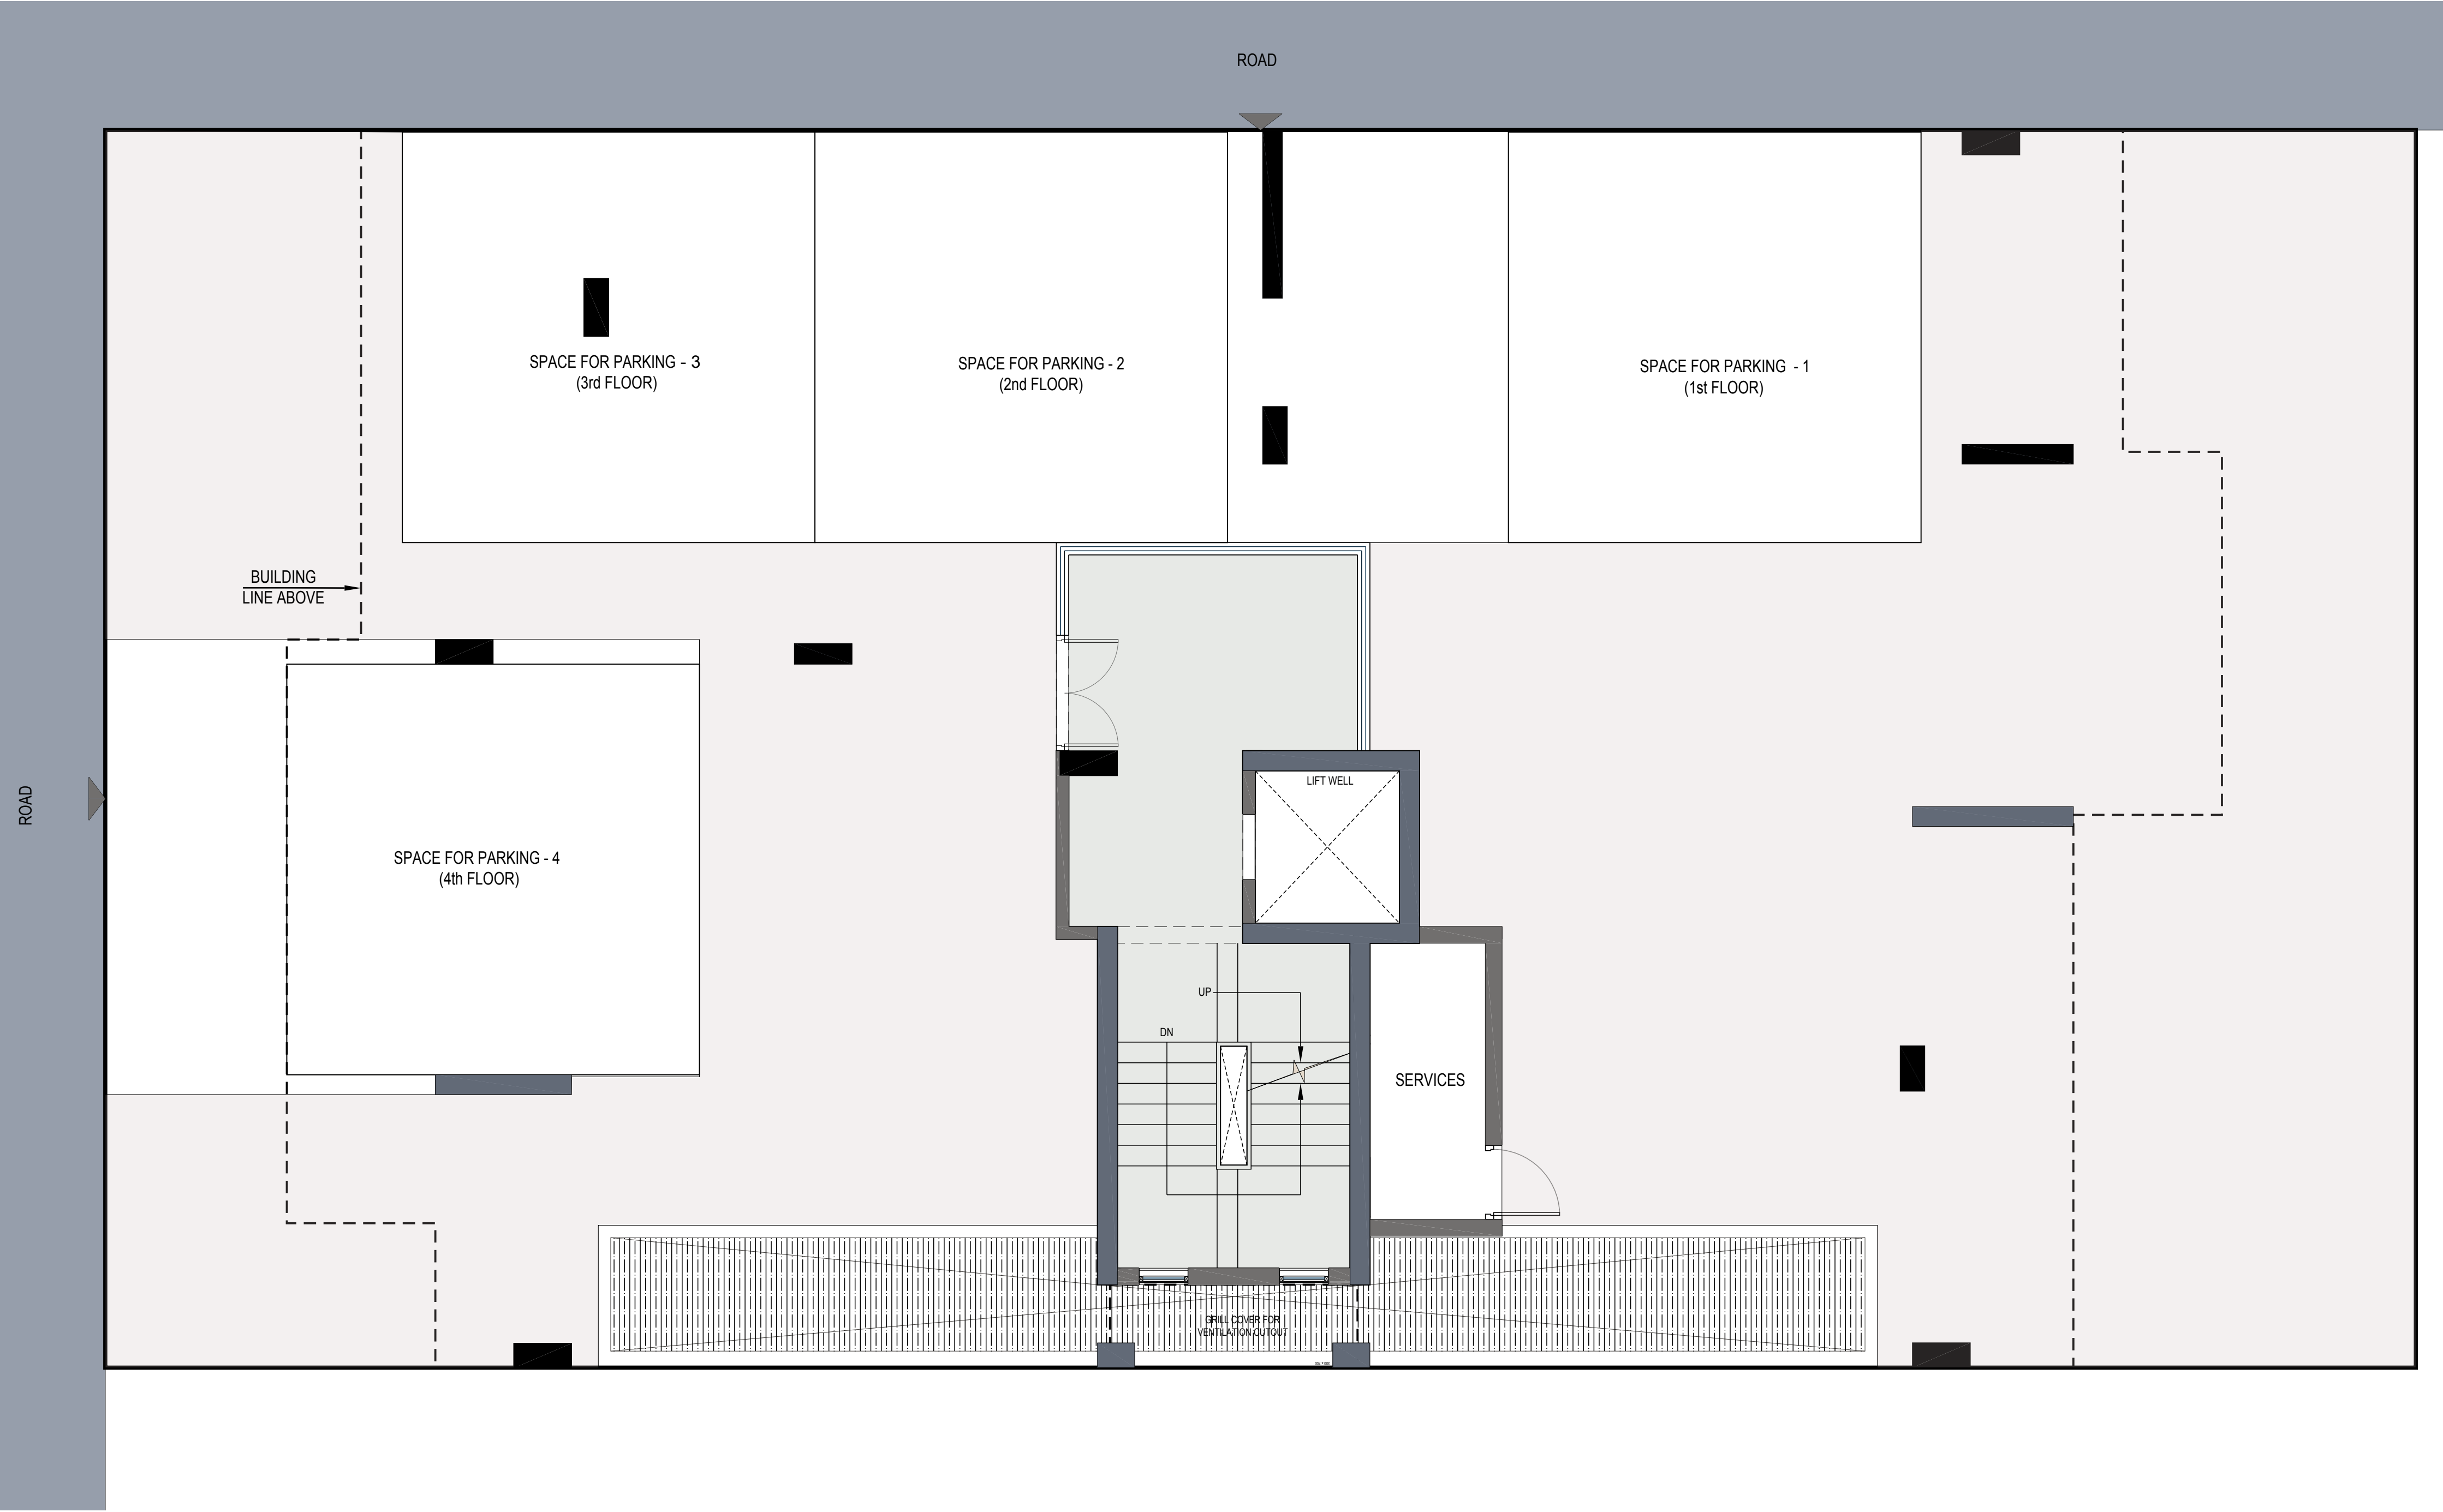 ROAD
SPACE FOR PARKING - 3
(3rd FLOOR)
SPACE FOR PARKING - 2
(2nd FLOOR)
SPACE FOR PARKING - 1
(1st FLOOR)
BUILDING
LINE ABOVE
ROAD
LIFT WELL
SPACE FOR PARKING - 4
(4th FLOOR)
UP
DN
SERVICES
GRILL COVER FOR
VENTILATION CUTOUT